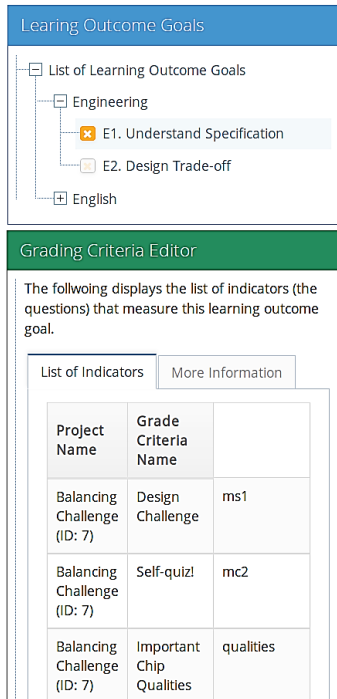 Learing Outcome Goals
List of Learning Outcome Goals
Engineering
E1. Understand Specification
E2. Design Trade-off
English
Grading Criteria Editor
The follwoing displays the list of indicators (the
questions) that measure this learning outcome
goal.
List of Indicators
More Information
Project
Name
Grade
Criteria
Name
Balancing
Challenge
(ID: 7)
Design
Challenge
ms1
Balancing
Challenge
(ID: 7)
Self-quiz!
mc2
Balancing
Challenge
(ID: 7)
Important
Chip
Qualities
qualities